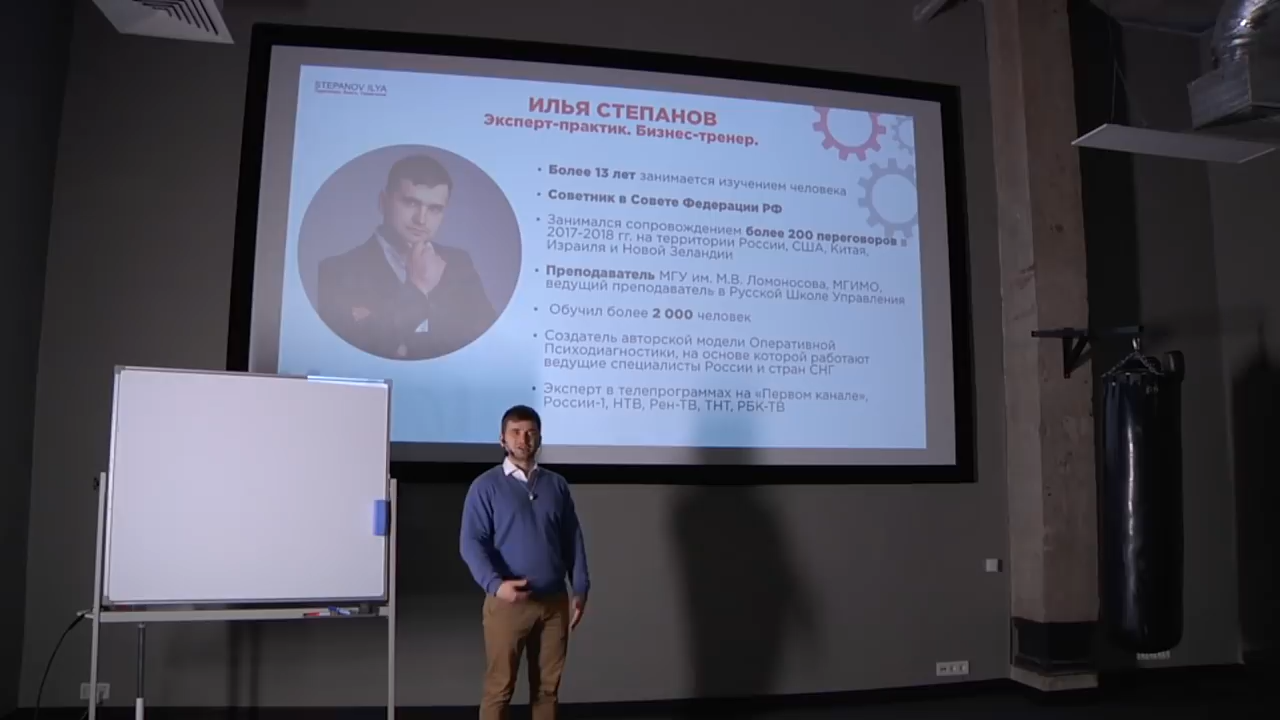 STEPANOV ILYA
ИЛЬЯ СТЕПАНОВ
Эксперт-практик. Бизнес-тренер.
• Более 13 лет занимается изучением человека
• Советник в Совете Федерации РФ
• Занимался сопровождением более 200 переговоров в
2017-2018 гг. на территории России, США, Китая,
Израиля и Новой Зеландии
• Преподаватель МГУ им. М.В. Ломоносова, МГИМО,
ведущий преподаватель в Русской Школе Управления
• Обучил более 2 000 человек
• Создатель авторской модели Оперативной
Психодиагностики, на основе которой работают
ведущие специалисты России и стран СНГ
• Эксперт в телепрограммах на «Первом канале»,
России-1, НТВ, Рен-ТВ, ТНТ, РБК-ТВ